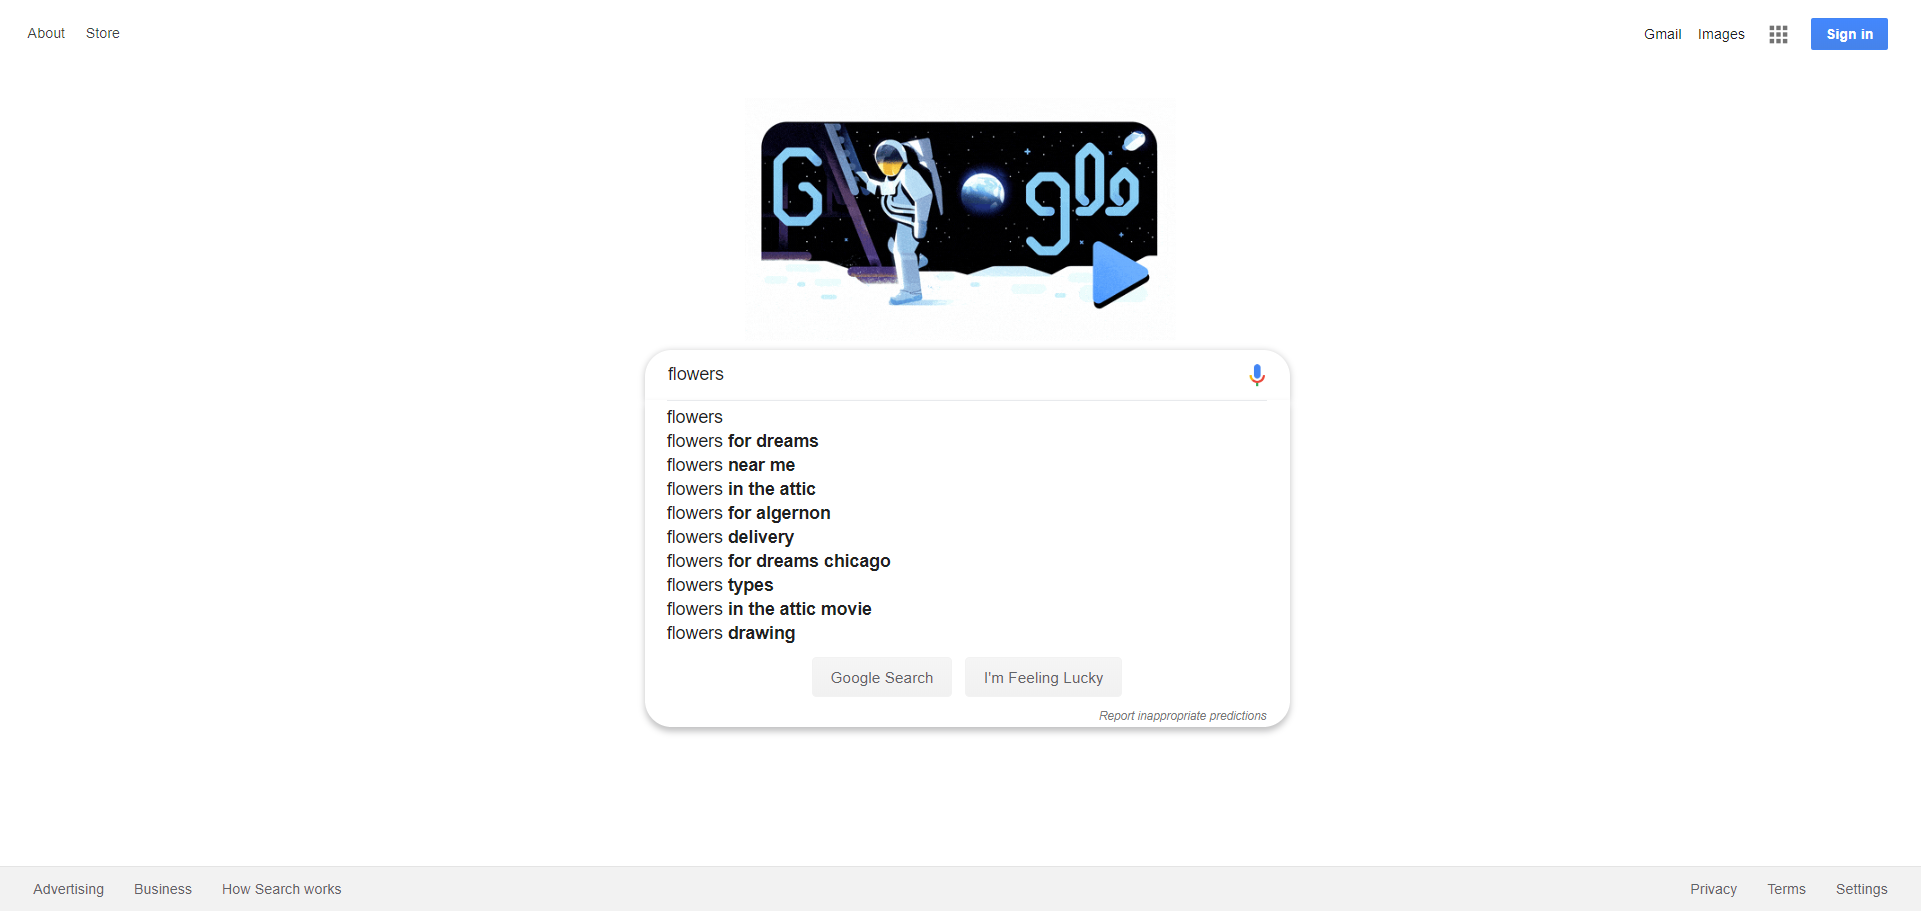 About Store
Gmail Images Sign in
Google
flowers
flowers
flowers for dreams
flowers near me
flowers in the attic
flowers for algernon
flowers delivery
flowers for dreams chicago
flowers types
flowers in the attic movie
flowers drawing
Google Search I'm Feeling Lucky
Report inappropriate predictions
Advertising Business How Search works
Privacy Terms Settings